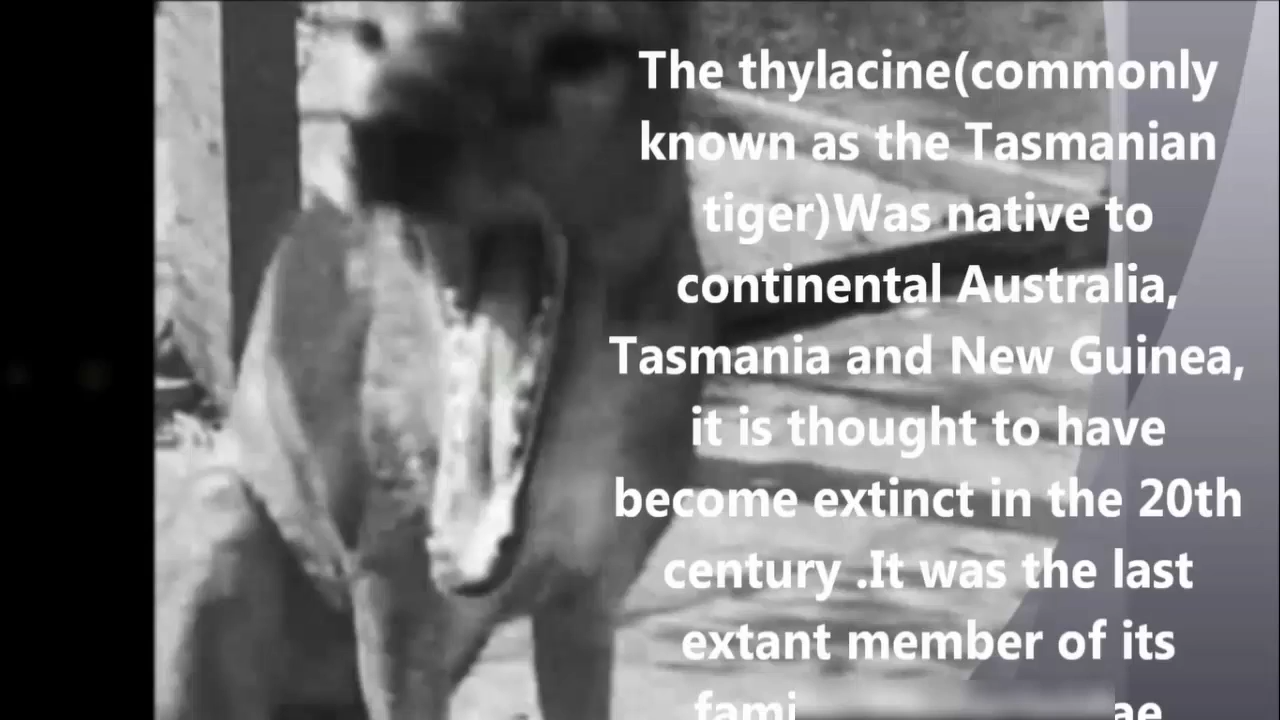 The thylacine(commonly
known as the Tasmanian
tiger)Was native to
continental Australia,
Tasmania and New Guinea,
it is thought to have
become extinct in the 20th
century .It was the last
extant member of its